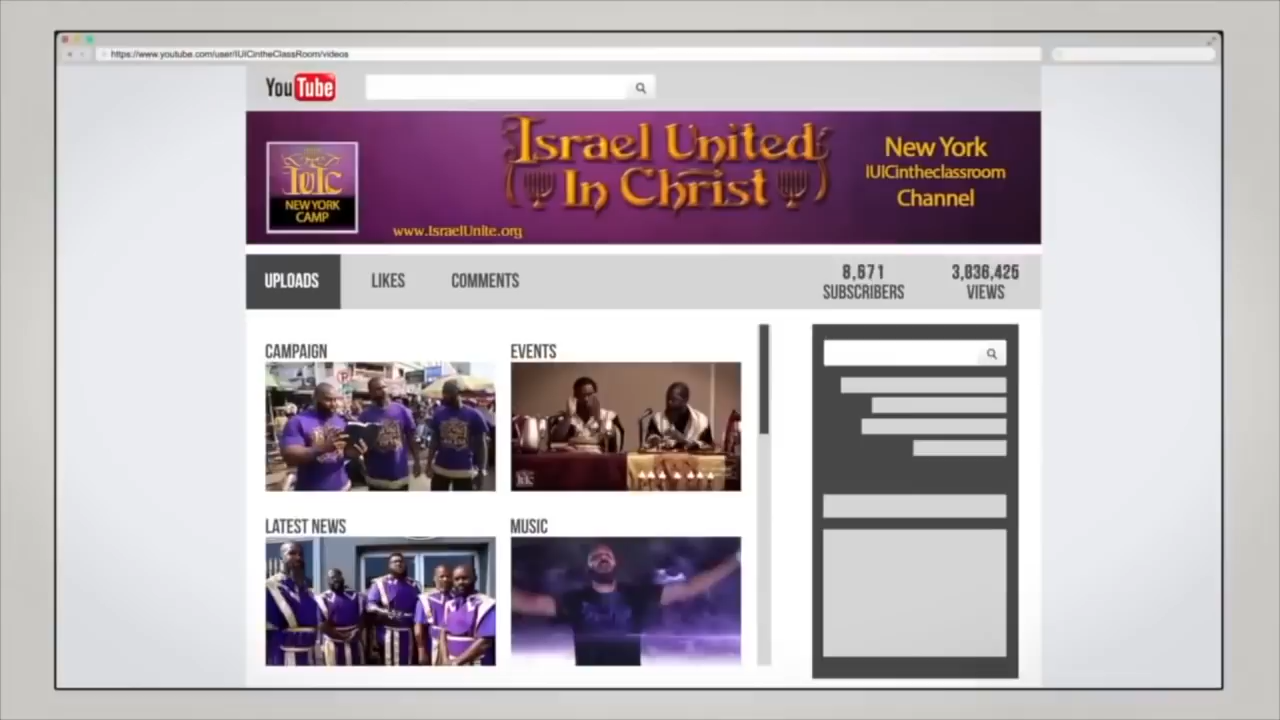 https://www.youtube.com/user/IUICintheClassRoom/videos
YouTube
Israel United
In Christ
New York
IUICintheclassroom
Channel
IUIC
NEW YORK
CAMP
www.IsraelUnite.org
UPLOADS
LIKES
COMMENTS
8,671
SUBSCRIBERS
3,836,425
VIEWS
CAMPAIGN
EVENTS
P
IUIC
LATEST NEWS
MUSIC